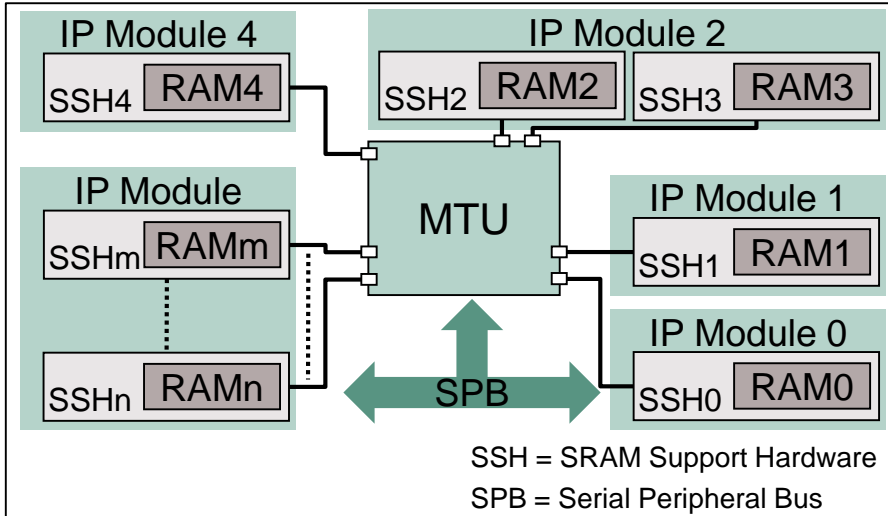 IP Module 4
SSH4
RAM4
IP Module 2
SSH2
RAM2
SSH3
RAM3
IP Module
SSHm
RAMm
SSHn
RAMn
MTU
IP Module 1
SSH1
RAM1
IP Module 0
SSH0
RAM0
SPB
SSH = SRAM Support Hardware
SPB = Serial Peripheral Bus